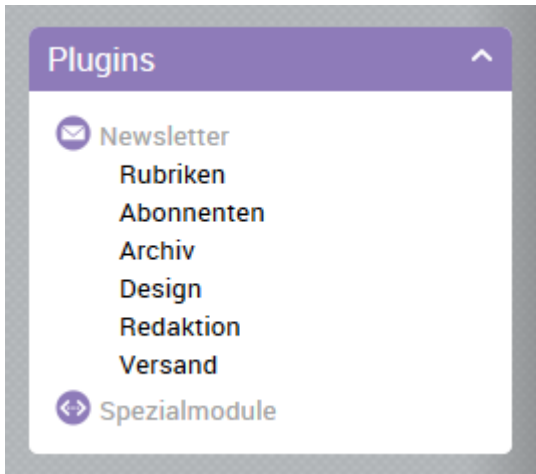 Plugins
Newsletter
Rubriken
Abonnenten
Archiv
Design
Redaktion
Versand
Spezialmodule